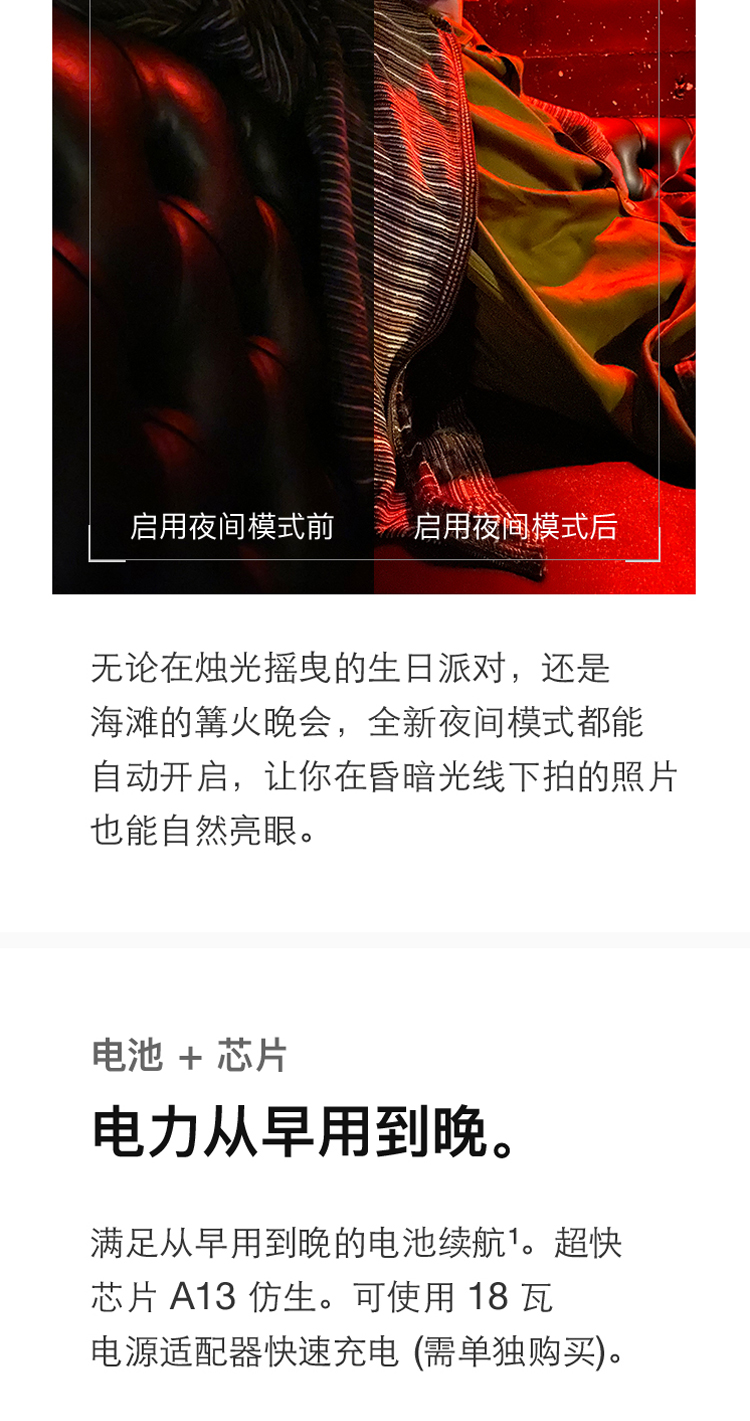 启用夜间模式前
启用夜间模式后
无论在烛光摇曳的生日派对，还是
海滩的篝火晚会，全新夜间模式都能
自动开启，让你在昏暗光线下拍的照片
也能自然亮眼。
电池 + 芯片
电力从早用到晚。
满足从早用到晚的电池续航¹。超快
芯片 A13 仿生。可使用 18 瓦
电源适配器快速充电 (需单独购买)。